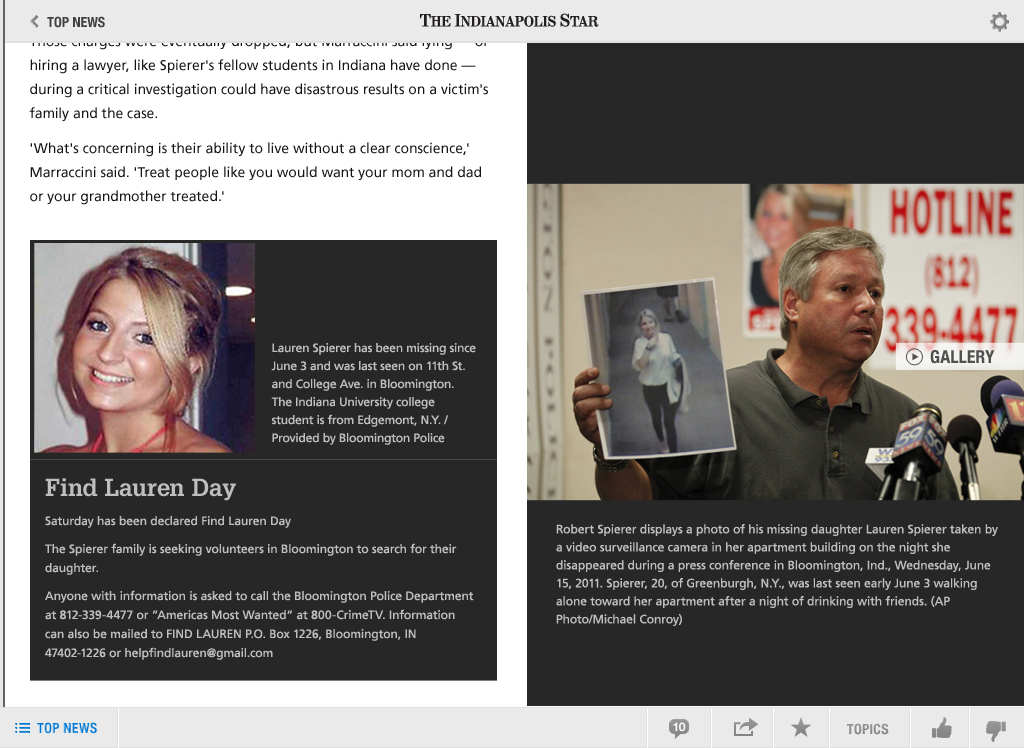 TOP NEWS
THE INDIANAPOLIS STAR
Those charges were eventually dropped, but Marraccini said lying — or
hiring a lawyer, like Spierer's fellow students in Indiana have done —
during a critical investigation could have disastrous results on a victim's
family and the case.
'What's concerning is their ability to live without a clear conscience,'
Marraccini said. 'Treat people like you would want your mom and dad
or your grandmother treated.'
Lauren Spierer has been missing since
June 3 and was last seen on 11th St.
and College Ave. in Bloomington.
The Indiana University college
student is from Edgemont, N.Y. /
Provided by Bloomington Police
Find Lauren Day
Saturday has been declared Find Lauren Day
The Spierer family is seeking volunteers in Bloomington to search for their
daughter.
Anyone with information is asked to call the Bloomington Police Department
at 812-339-4477 or “Americas Most Wanted” at 800-CrimeTV. Information
can also be mailed to FIND LAUREN P.O. Box 1226, Bloomington, IN
47402-1226 or helpfindlauren@gmail.com
HOTLINE
(812)
339-4477
GALLERY
59
Robert Spierer displays a photo of his missing daughter Lauren Spierer taken by
a video surveillance camera in her apartment building on the night she
disappeared during a press conference in Bloomington, Ind., Wednesday, June
15, 2011. Spierer, 20, of Greenburgh, N.Y., was last seen early June 3 walking
alone toward her apartment after a night of drinking with friends. (AP
Photo/Michael Conroy)
TOP NEWS
10
TOPICS